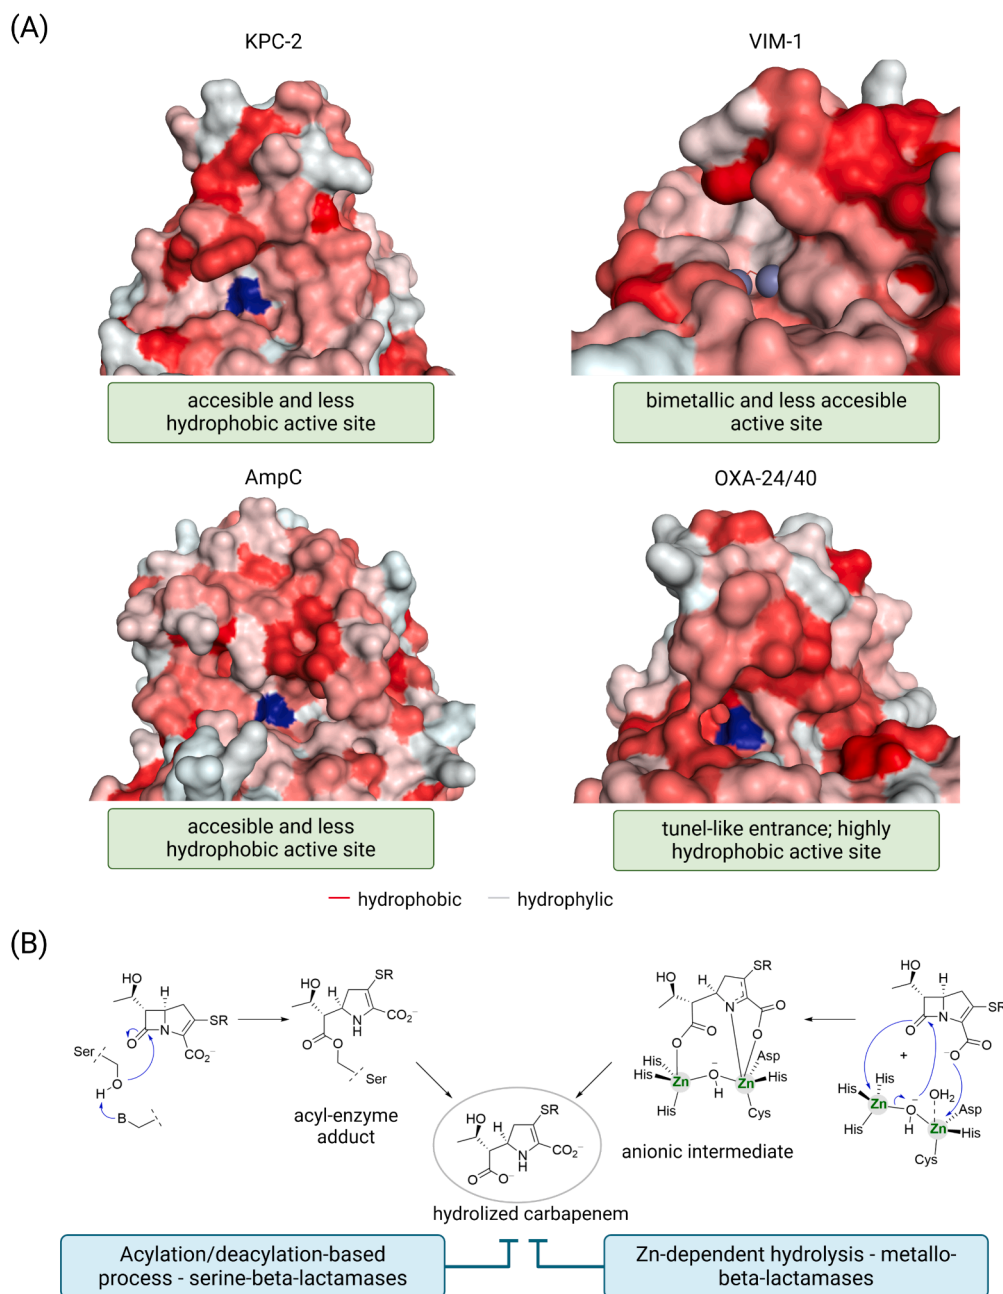 (A)
KPC-2
VIM-1
accesible and less
hydrophobic active site
bimetallic and less accesible
active site
AmpC
OXA-24/40
accesible and less
hydrophobic active site
tunel-like entrance; highly
hydrophobic active site
hydrophobic
hydrophylic
(B)
HO
H
SR
N
O
CO₂⁻
Ser
O
H
B
HO
H
SR
N
H
CO₂⁻
O
O
Ser
acyl-enzyme
adduct
HO
H
SR
N
H
CO₂⁻
O
O⁻
hydrolized carbapenem
HO
H
SR
N
O
O
O
O
His
His
Zn
O⁻
H
Zn
Asp
His
His
Cys
anionic intermediate
HO
H
SR
N
O
O
O⁻
+
His
His
Zn
His
O⁻
H
OH₂
Zn
Asp
His
Cys
Acylation/deacylation-based
process - serine-beta-lactamases
Zn-dependent hydrolysis - metallo-
beta-lactamases